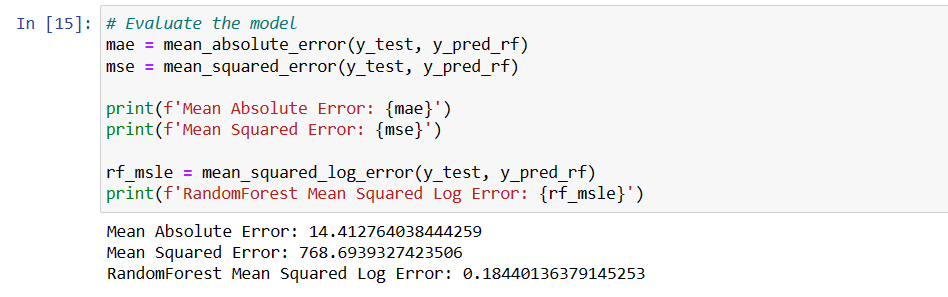 In [15]: # Evaluate the model
mae = mean_absolute_error(y_test, y_pred_rf)
mse = mean_squared_error(y_test, y_pred_rf)
print(f'Mean Absolute Error: {mae}')
print(f'Mean Squared Error: {mse}')
rf_msle = mean_squared_log_error(y_test, y_pred_rf)
print(f'RandomForest Mean Squared Log Error: {rf_msle}')
Mean Absolute Error: 14.412764038444259
Mean Squared Error: 768.6939327423506
RandomForest Mean Squared Log Error: 0.18440136379145253